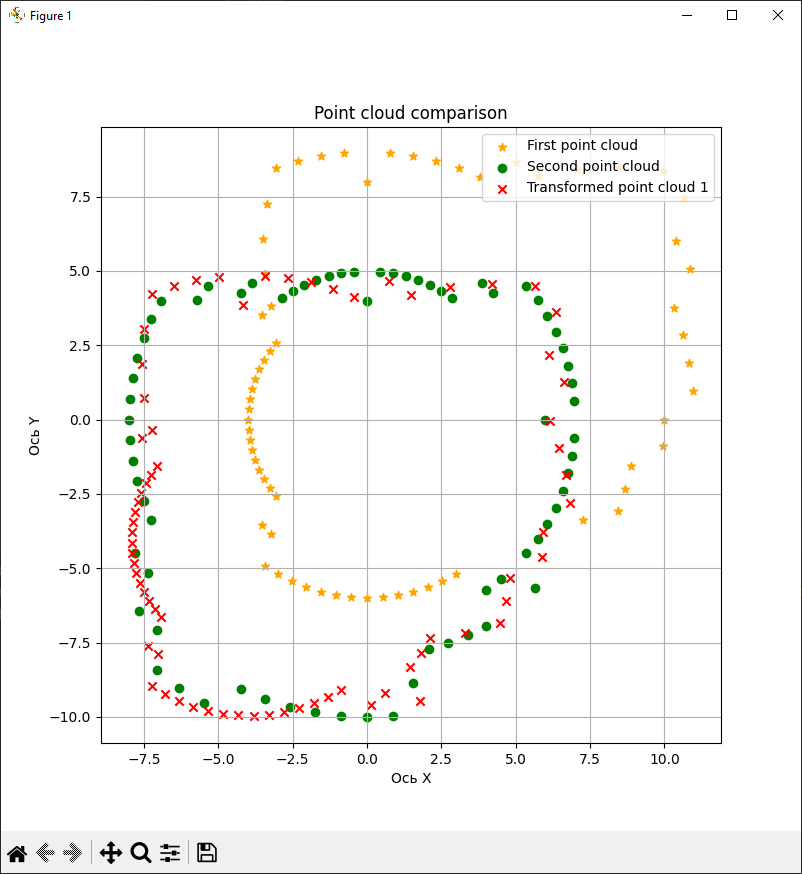 Figure 1
Point cloud comparison
First point cloud
Second point cloud
Transformed point cloud 1
7.5
5.0
2.5
0.0
−2.5
−5.0
−7.5
−10.0
Ось Y
−7.5 −5.0 −2.5 0.0 2.5 5.0 7.5 10.0
Ось X